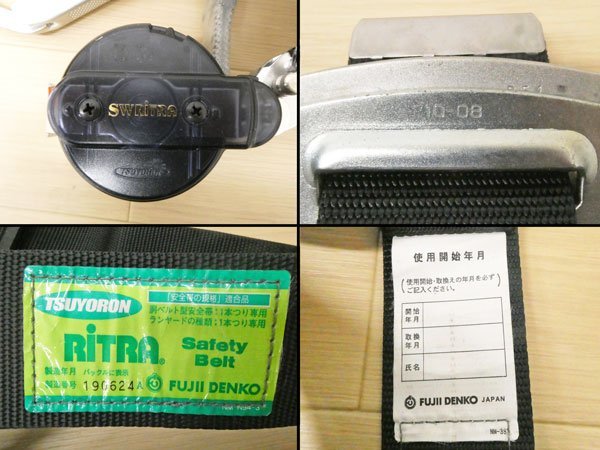 SWRiTRA
TSUYORON
10-08
TSUYORON
「安全帯の規格」適合品
胴ベルト型安全帯:1本つり専用
ランヤードの種類:1本つり専用
RiTRA® Safety Belt
製造年月 バックルに表示
製造番号 190624A
FUJII DENKO
使用開始年月
(使用開始・取換えの年月を必ず
ご記入ください。)
開始
年月
取換
年月
氏名
FUJII DENKO JAPAN